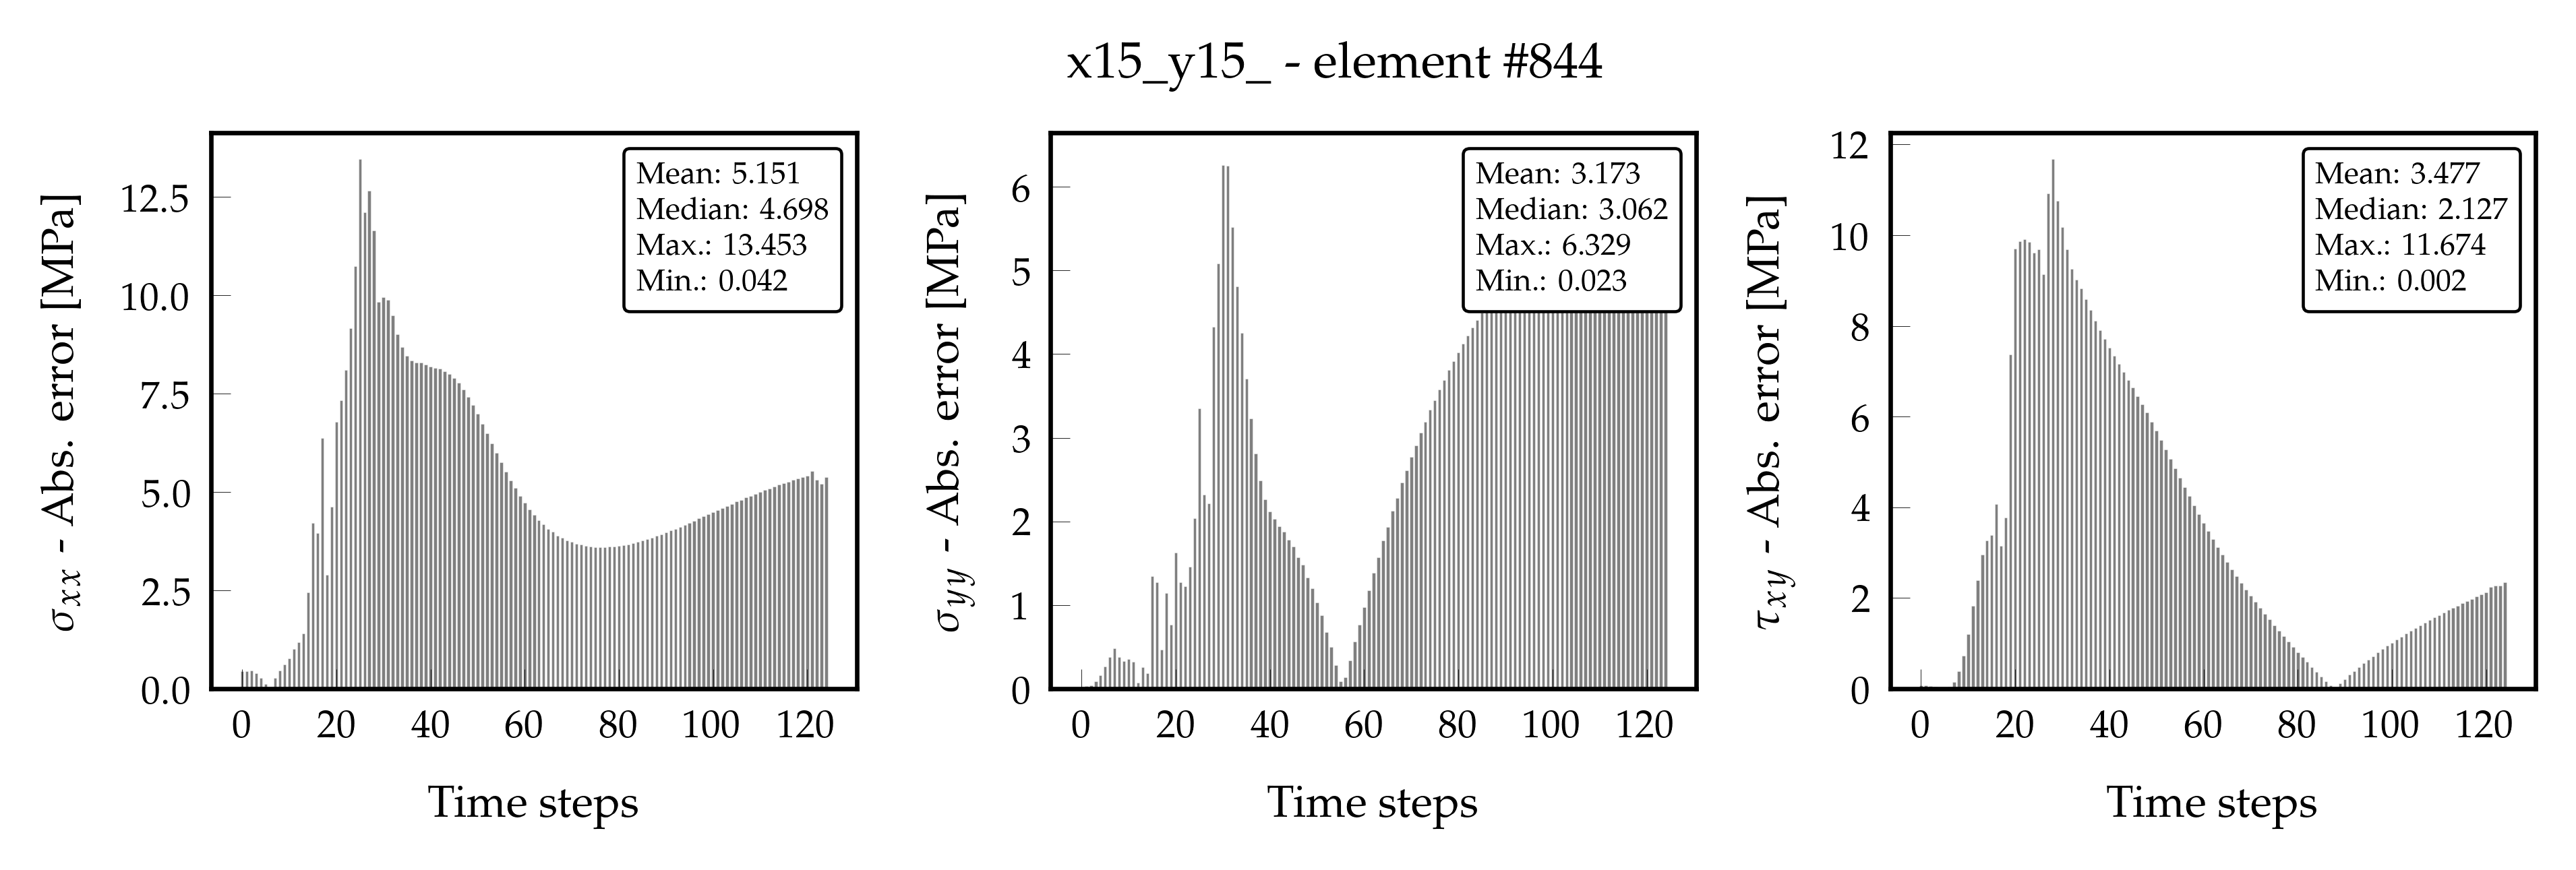 x15_y15_ - element #844
σxx - Abs. error [MPa]
12.5
10.0
7.5
5.0
2.5
0.0
Mean: 5.151
Median: 4.698
Max.: 13.453
Min.: 0.042
0 20 40 60 80 100 120
Time steps
σyy - Abs. error [MPa]
6
5
4
3
2
1
0
Mean: 3.173
Median: 3.062
Max.: 6.329
Min.: 0.023
0 20 40 60 80 100 120
Time steps
τxy - Abs. error [MPa]
12
10
8
6
4
2
0
Mean: 3.477
Median: 2.127
Max.: 11.674
Min.: 0.002
0 20 40 60 80 100 120
Time steps